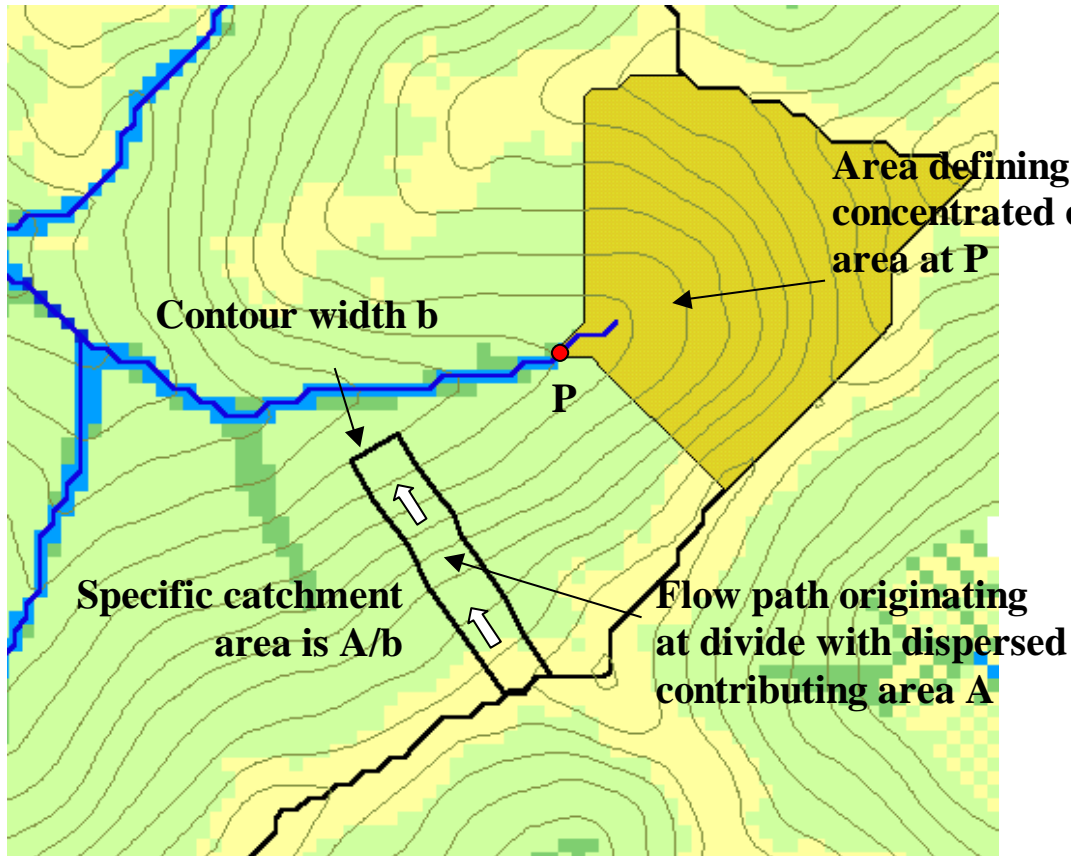 Area defining
concentrated
area at P
Contour width b
P
Specific catchment
area is A/b
Flow path originating
at divide with dispersed
contributing area A